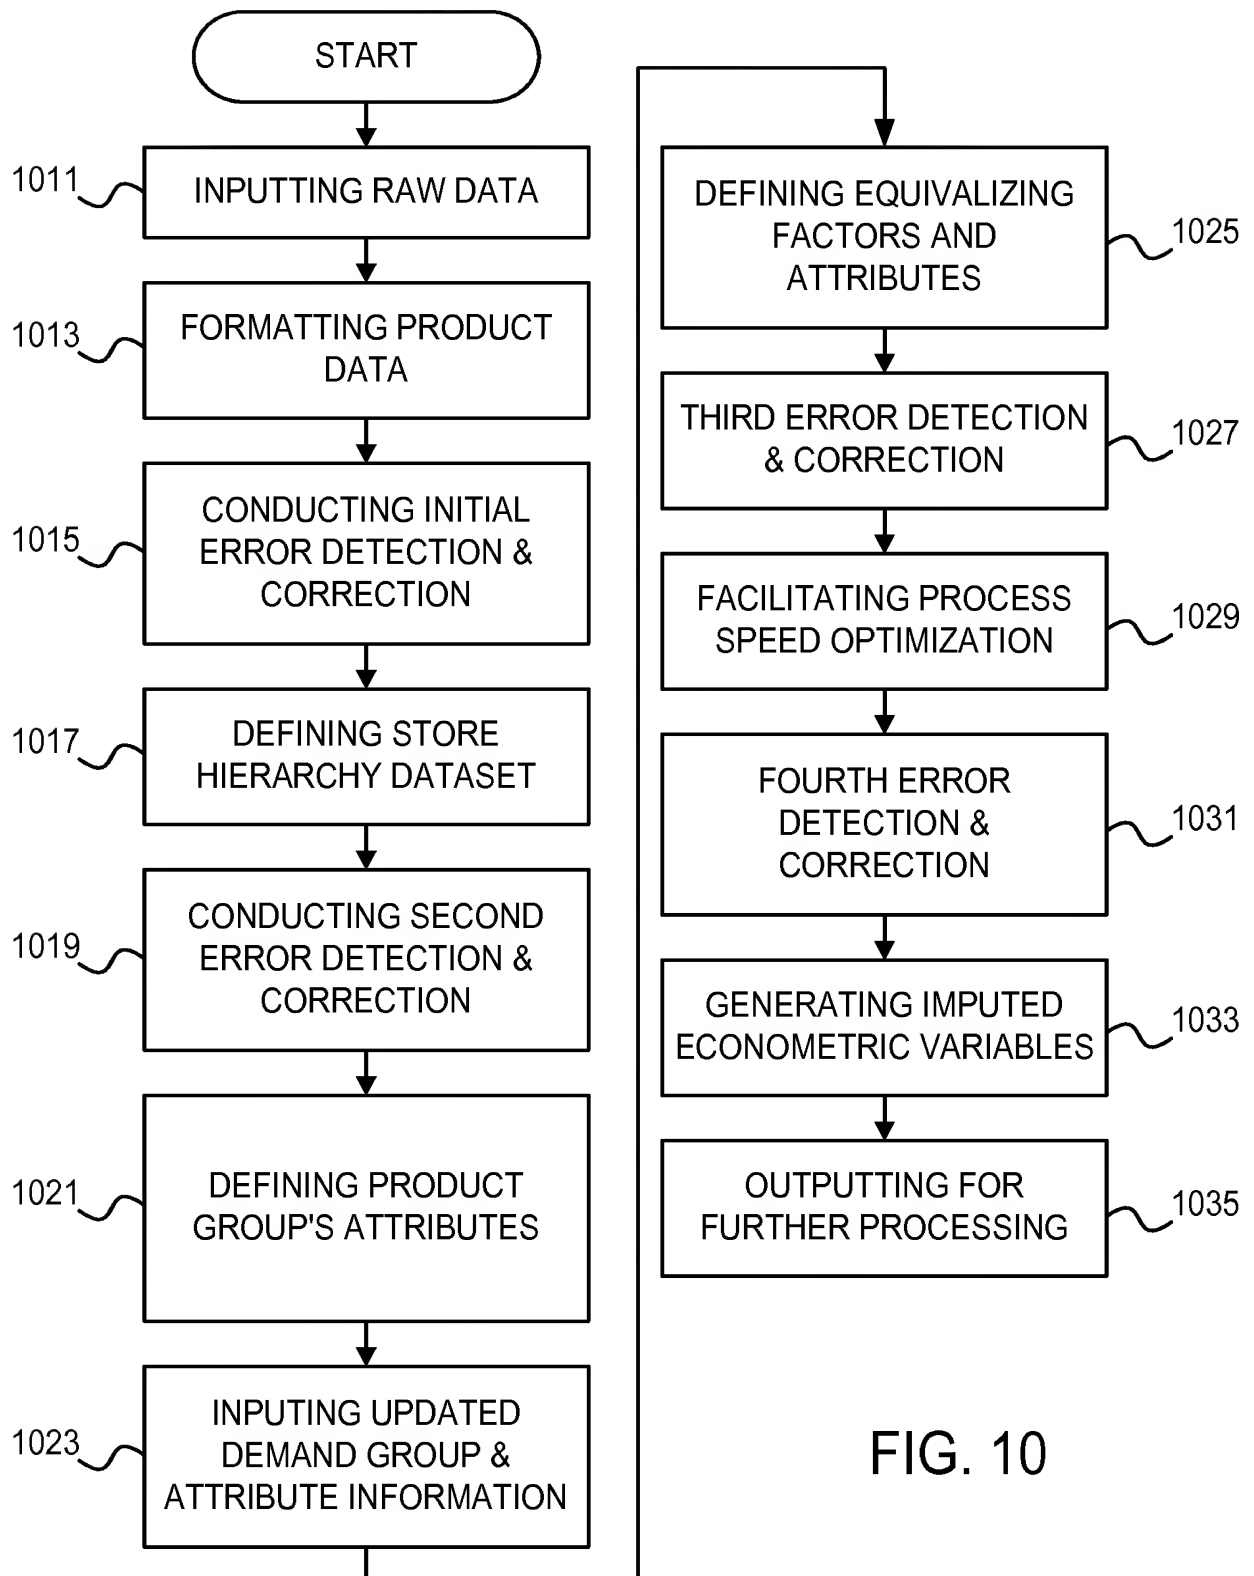 START
1011
INPUTTING RAW DATA
1013
FORMATTING PRODUCT
DATA
1015
CONDUCTING INITIAL
ERROR DETECTION &
CORRECTION
1017
DEFINING STORE
HIERARCHY DATASET
1019
CONDUCTING SECOND
ERROR DETECTION &
CORRECTION
1021
DEFINING PRODUCT
GROUP'S ATTRIBUTES
1023
INPUTING UPDATED
DEMAND GROUP &
ATTRIBUTE INFORMATION
DEFINING EQUIVALIZING
FACTORS AND
ATTRIBUTES
1025
THIRD ERROR DETECTION
& CORRECTION
1027
FACILITATING PROCESS
SPEED OPTIMIZATION
1029
FOURTH ERROR
DETECTION &
CORRECTION
1031
GENERATING IMPUTED
ECONOMETRIC VARIABLES
1033
OUTPUTTING FOR
FURTHER PROCESSING
1035
FIG. 10